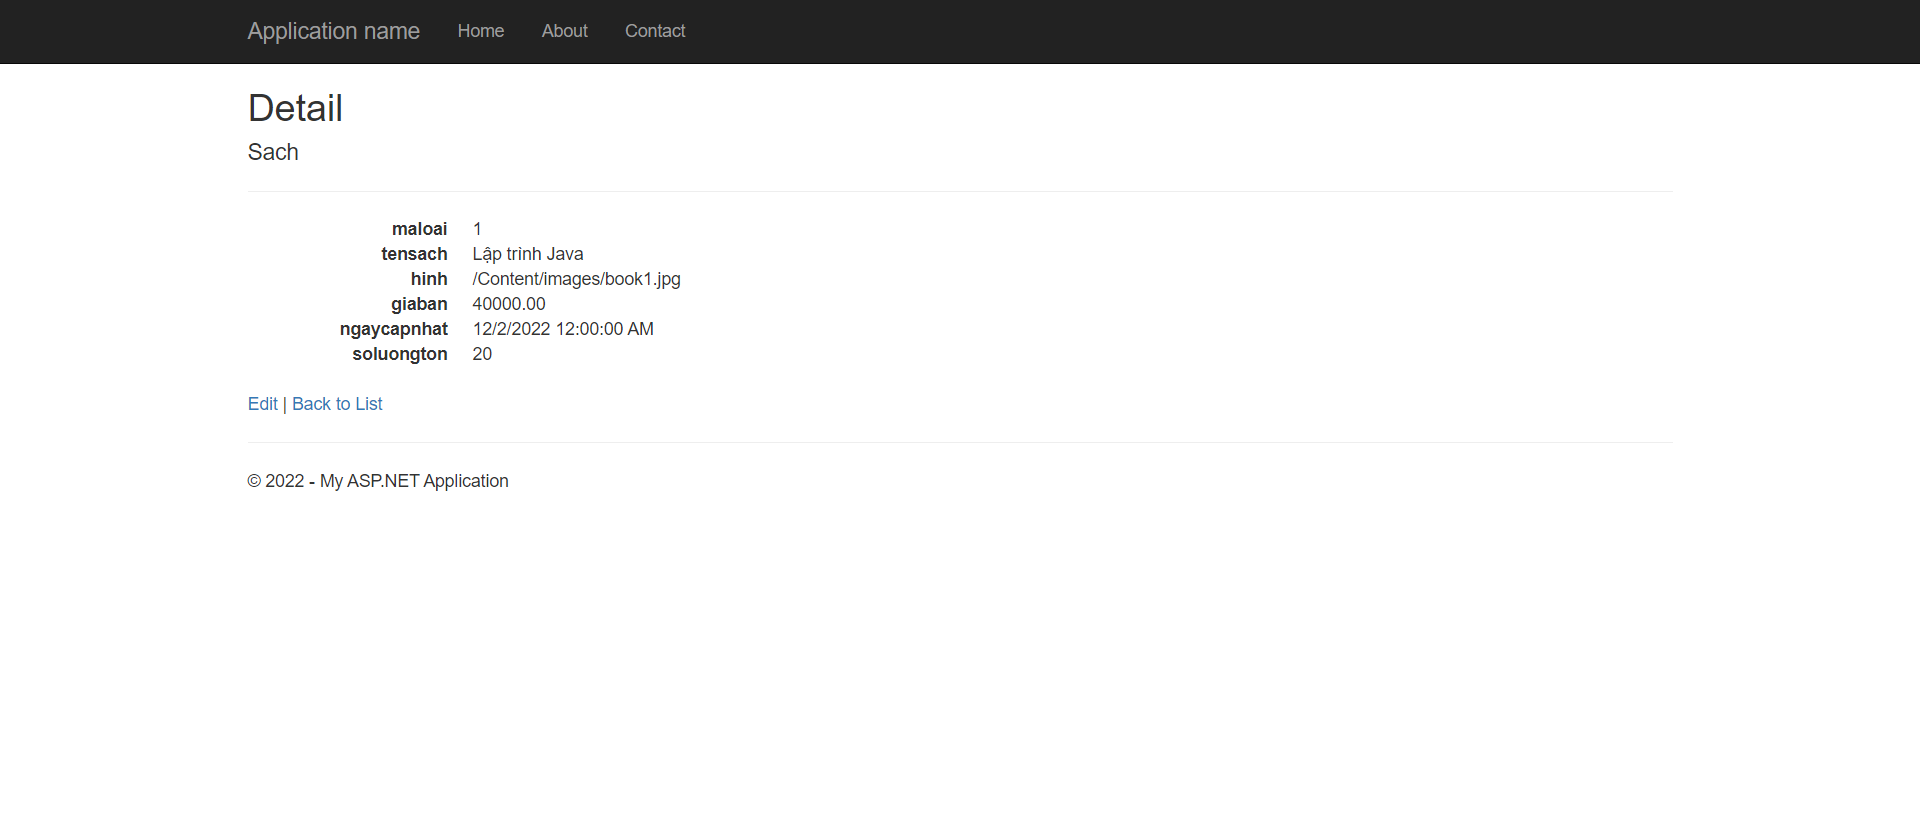 Application name Home About Contact
Detail
Sach
maloai 1
tensach Lập trình Java
hinh /Content/images/book1.jpg
giaban 40000.00
ngaycapnhat 12/2/2022 12:00:00 AM
soluongton 20
Edit | Back to List
© 2022 - My ASP.NET Application